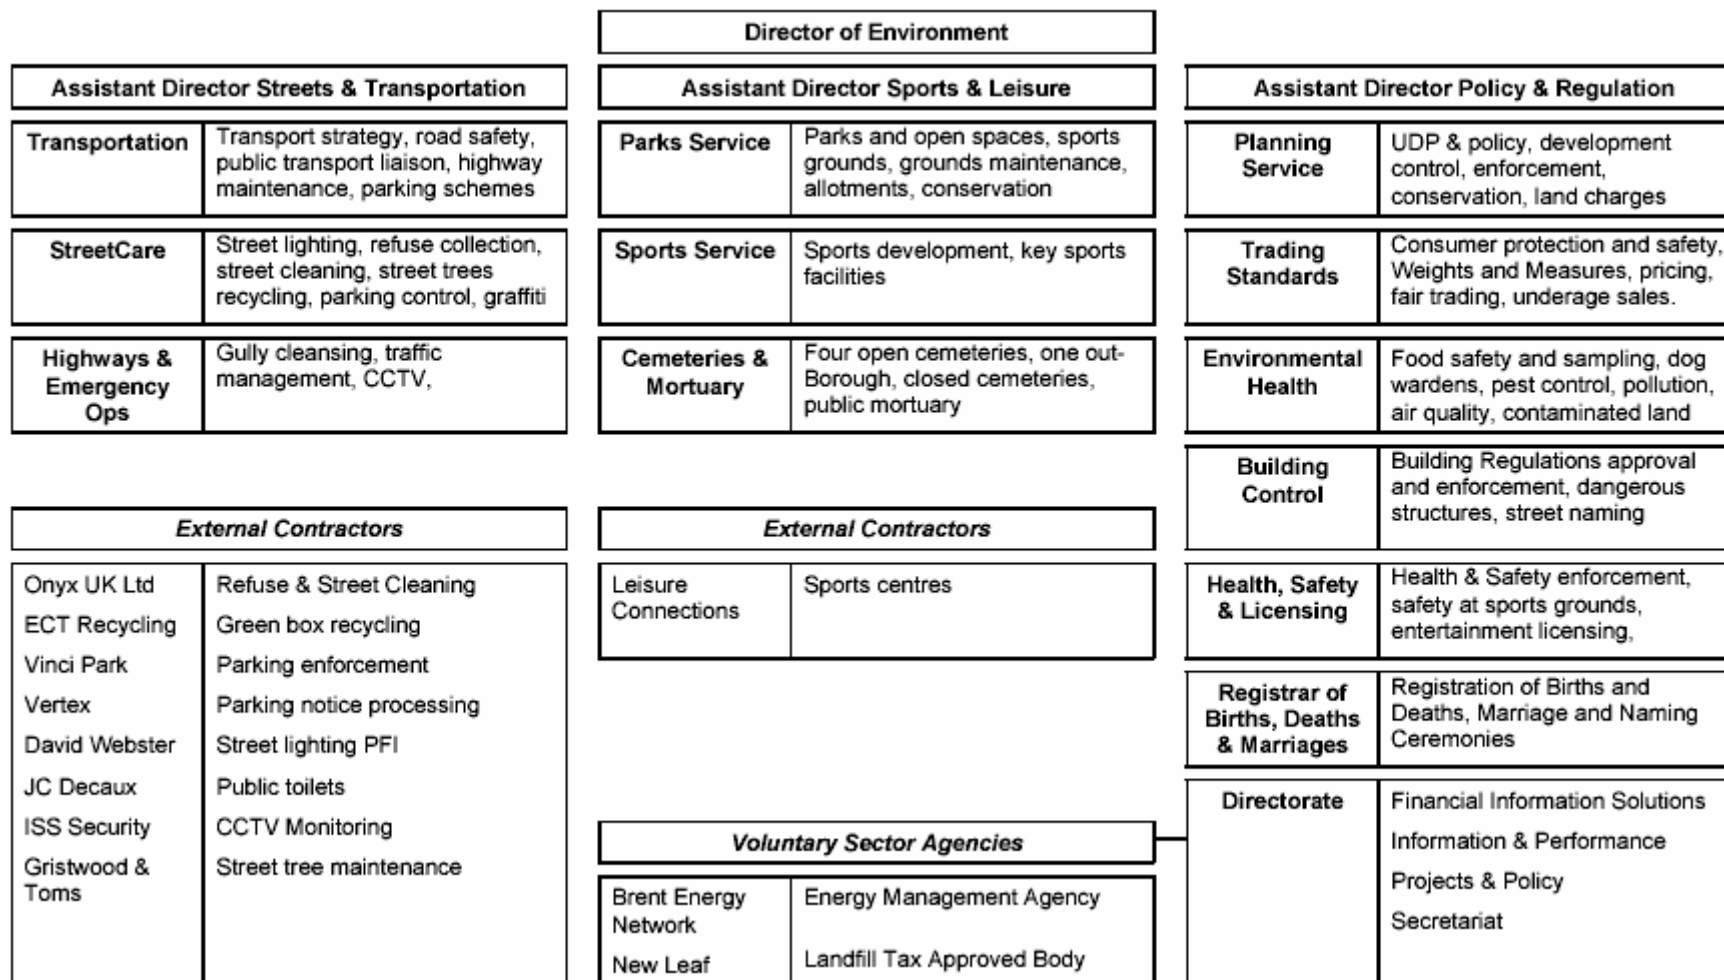 Director of Environment
Assistant Director Streets & Transportation
Transportation
Transport strategy, road safety,
public transport liaison, highway
maintenance, parking schemes
StreetCare
Street lighting, refuse collection,
street cleaning, street trees
recycling, parking control, graffiti
Highways &
Emergency
Ops
Gully cleansing, traffic
management, CCTV,
External Contractors
Onyx UK Ltd
Refuse & Street Cleaning
ECT Recycling
Green box recycling
Vinci Park
Parking enforcement
Vertex
Parking notice processing
David Webster
Street lighting PFI
JC Decaux
Public toilets
ISS Security
CCTV Monitoring
Gristwood &
Toms
Street tree maintenance
Assistant Director Sports & Leisure
Parks Service
Parks and open spaces, sports
grounds, grounds maintenance,
allotments, conservation
Sports Service
Sports development, key sports
facilities
Cemeteries &
Mortuary
Four open cemeteries, one out-
Borough, closed cemeteries,
public mortuary
External Contractors
Leisure
Connections
Sports centres
Voluntary Sector Agencies
Brent Energy
Network
Energy Management Agency
New Leaf
Landfill Tax Approved Body
Assistant Director Policy & Regulation
Planning
Service
UDP & policy, development
control, enforcement,
conservation, land charges
Trading
Standards
Consumer protection and safety,
Weights and Measures, pricing,
fair trading, underage sales.
Environmental
Health
Food safety and sampling, dog
wardens, pest control, pollution,
air quality, contaminated land
Building
Control
Building Regulations approval
and enforcement, dangerous
structures, street naming
Health, Safety
& Licensing
Health & Safety enforcement,
safety at sports grounds,
entertainment licensing,
Registrar of
Births, Deaths
& Marriages
Registration of Births and
Deaths, Marriage and Naming
Ceremonies
Directorate
Financial Information Solutions
Information & Performance
Projects & Policy
Secretariat